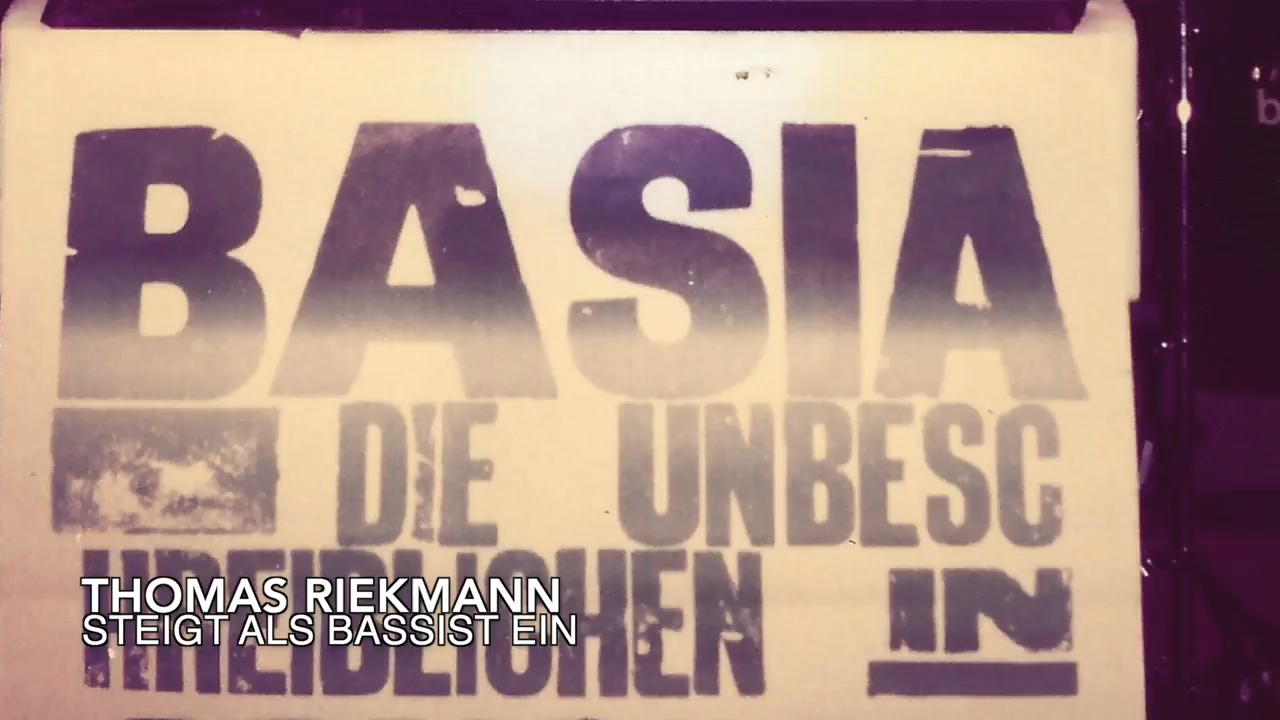 BASIA
DIE UNBESC
HREIBLICHEN IN
THOMAS RIEKMANN
STEIGT ALS BASSIST EIN
b